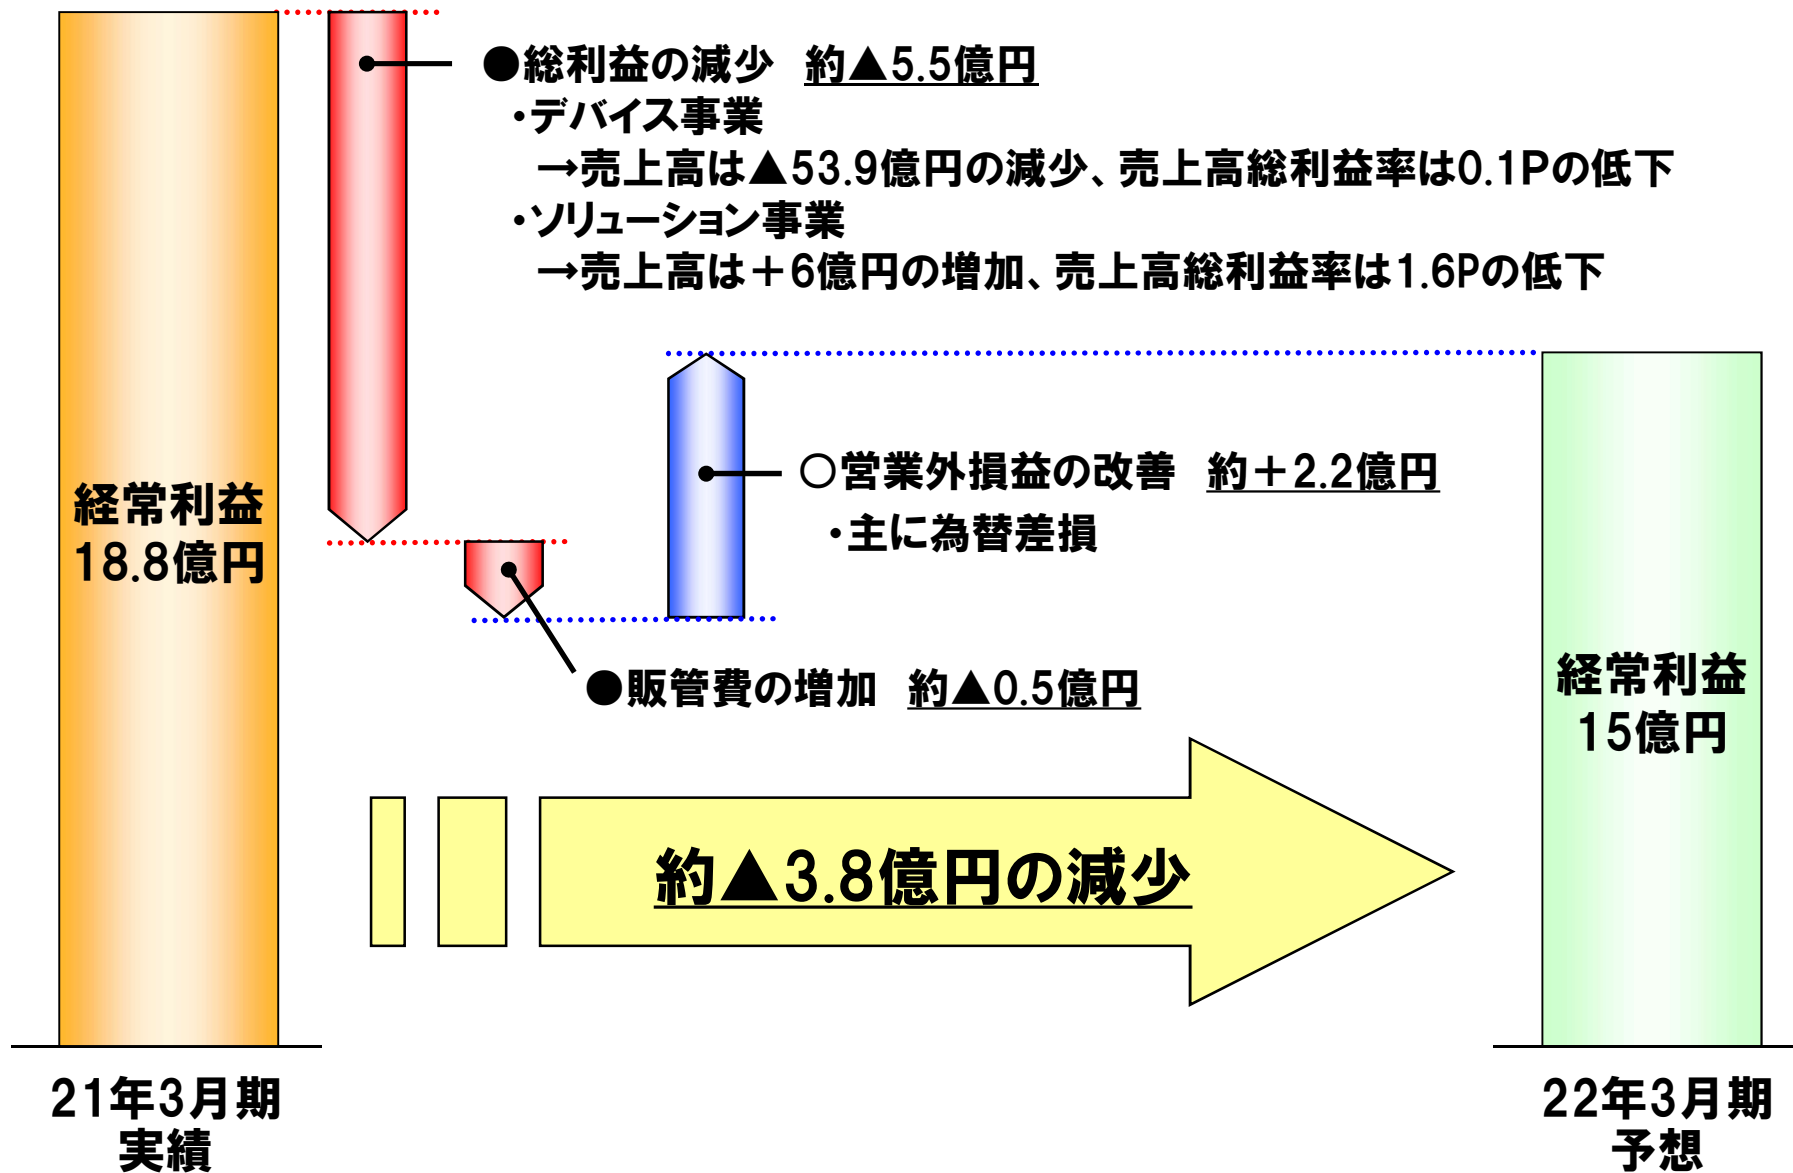 ●総利益の減少 約▲5.5億円
・デバイス事業
→売上高は▲53.9億円の減少、売上高総利益率は0.1Pの低下
・ソリューション事業
→売上高は＋6億円の増加、売上高総利益率は1.6Pの低下
○営業外損益の改善 約＋2.2億円
・主に為替差損
経常利益
18.8億円
●販管費の増加 約▲0.5億円
経常利益
15億円
約▲3.8億円の減少
21年3月期
実績
22年3月期
予想